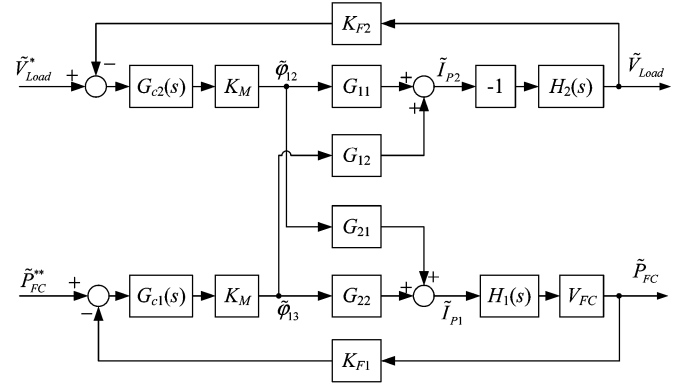 K_{F2}
Ṽ*_{Load} + − G_{c2}(s) K_M φ̃_{12} G_{11} + + Ĩ_{P2} -1 H_2(s) Ṽ_{Load}
G_{12}
G_{21}
P̃**_{FC} + − G_{c1}(s) K_M φ̃_{13} G_{22} + + Ĩ_{P1} H_1(s) V_{FC} P̃_{FC}
K_{F1}